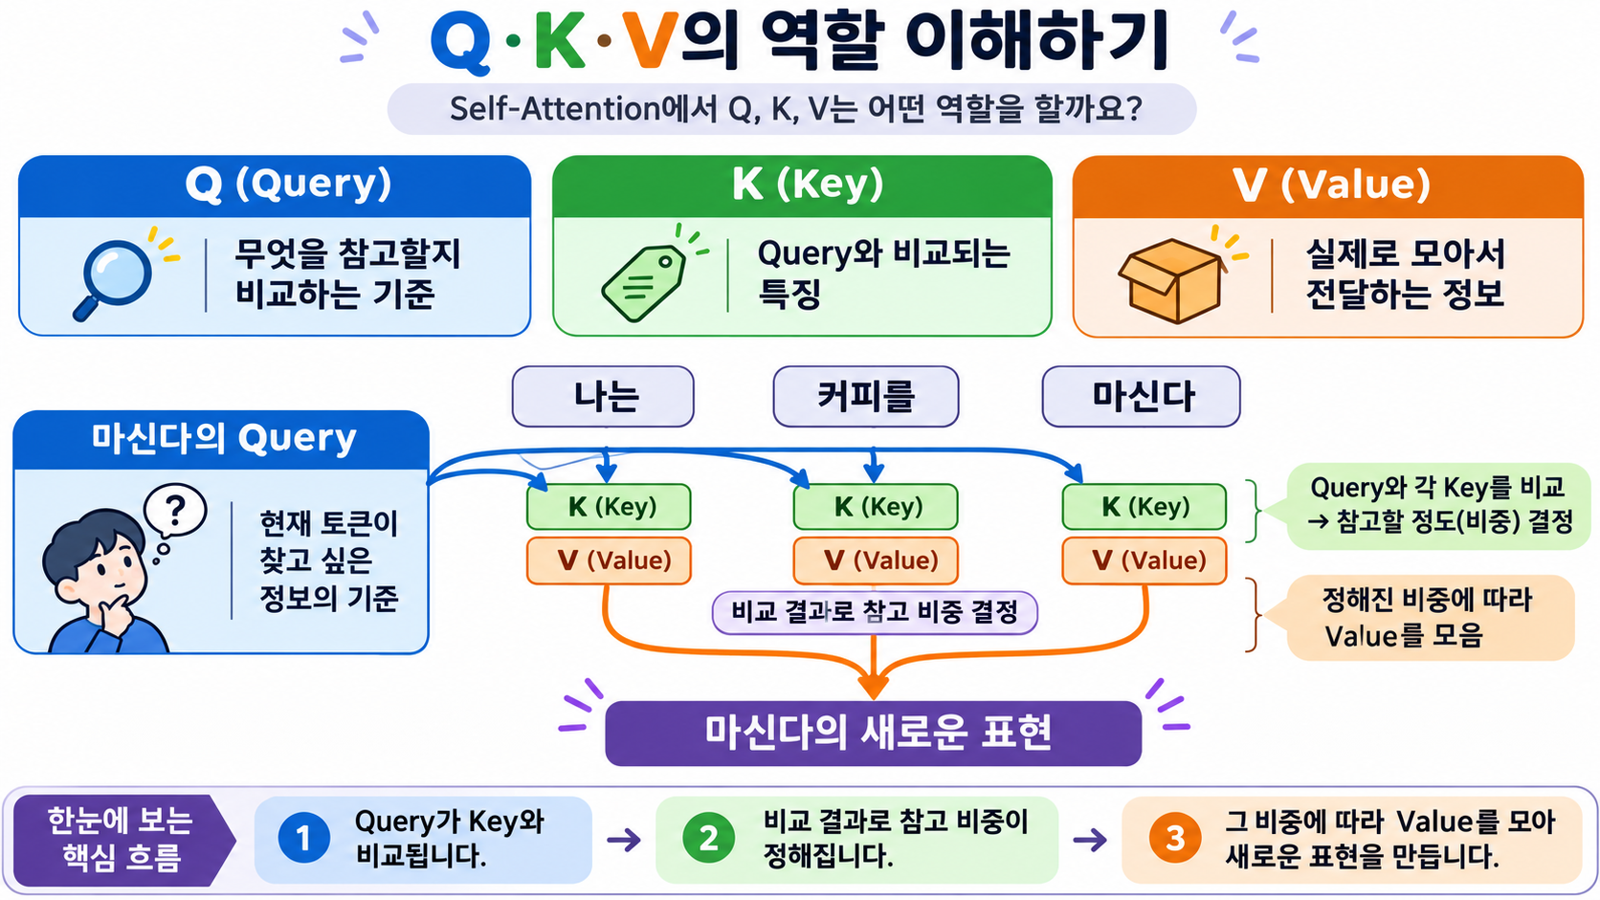 Q·K·V의 역할 이해하기
Self-Attention에서 Q, K, V는 어떤 역할을 할까요?
Q (Query)
무엇을 참고할지
비교하는 기준
K (Key)
Query와 비교되는
특징
V (Value)
실제로 모아서
전달하는 정보
나는
커피를
마신다
마신다의 Query
?
현재 토큰이
찾고 싶은
정보의 기준
K (Key)
K (Key)
K (Key)
V (Value)
V (Value)
V (Value)
Query와 각 Key를 비교
→ 참고할 정도(비중) 결정
비교 결과로 참고 비중 결정
정해진 비중에 따라
Value를 모음
마신다의 새로운 표현
한눈에 보는
핵심 흐름
1
Query가 Key와
비교됩니다.
→
2
비교 결과로 참고 비중이
정해집니다.
→
3
그 비중에 따라 Value를 모아
새로운 표현을 만듭니다.